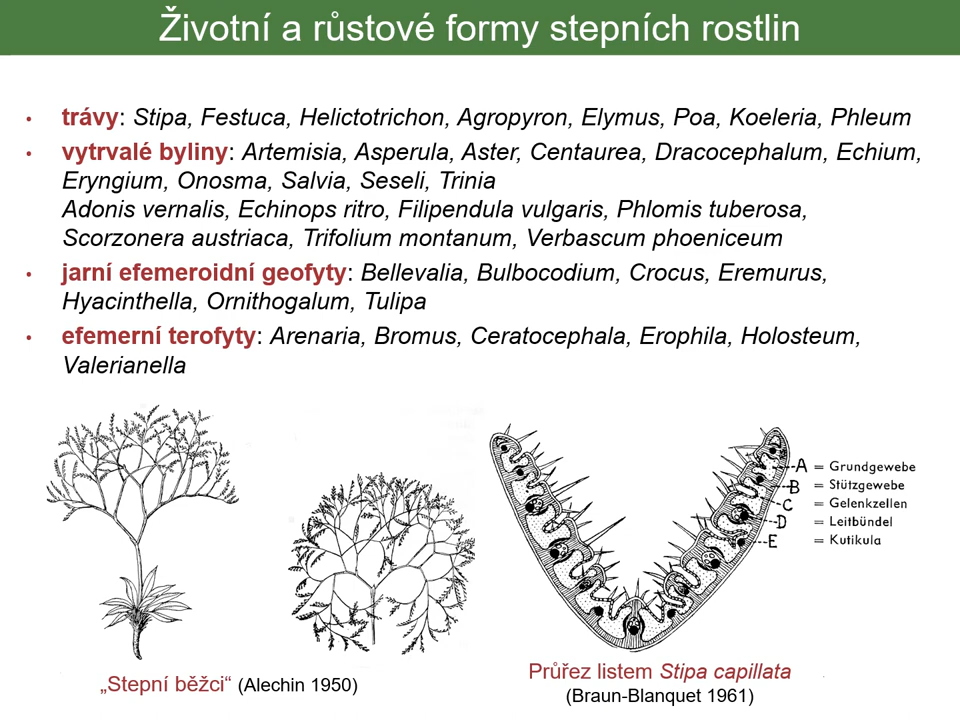 Životní a růstové formy stepních rostlin
• trávy: Stipa, Festuca, Helictotrichon, Agropyron, Elymus, Poa, Koeleria, Phleum
• vytrvalé byliny: Artemisia, Asperula, Aster, Centaurea, Dracocephalum, Echium,
Eryngium, Onosma, Salvia, Seseli, Trinia
Adonis vernalis, Echinops ritro, Filipendula vulgaris, Phlomis tuberosa,
Scorzonera austriaca, Trifolium montanum, Verbascum phoeniceum
• jarní efemeroidní geofyty: Bellevalia, Bulbocodium, Crocus, Eremurus,
Hyacinthella, Ornithogalum, Tulipa
• efemerní terofyty: Arenaria, Bromus, Ceratocephala, Erophila, Holosteum,
Valerianella
A = Grundgewebe
B = Stützgewebe
C = Gelenkzellen
D = Leitbündel
E = Kutikula
„Stepní běžci“ (Alechin 1950)
Průřez listem Stipa capillata
(Braun-Blanquet 1961)